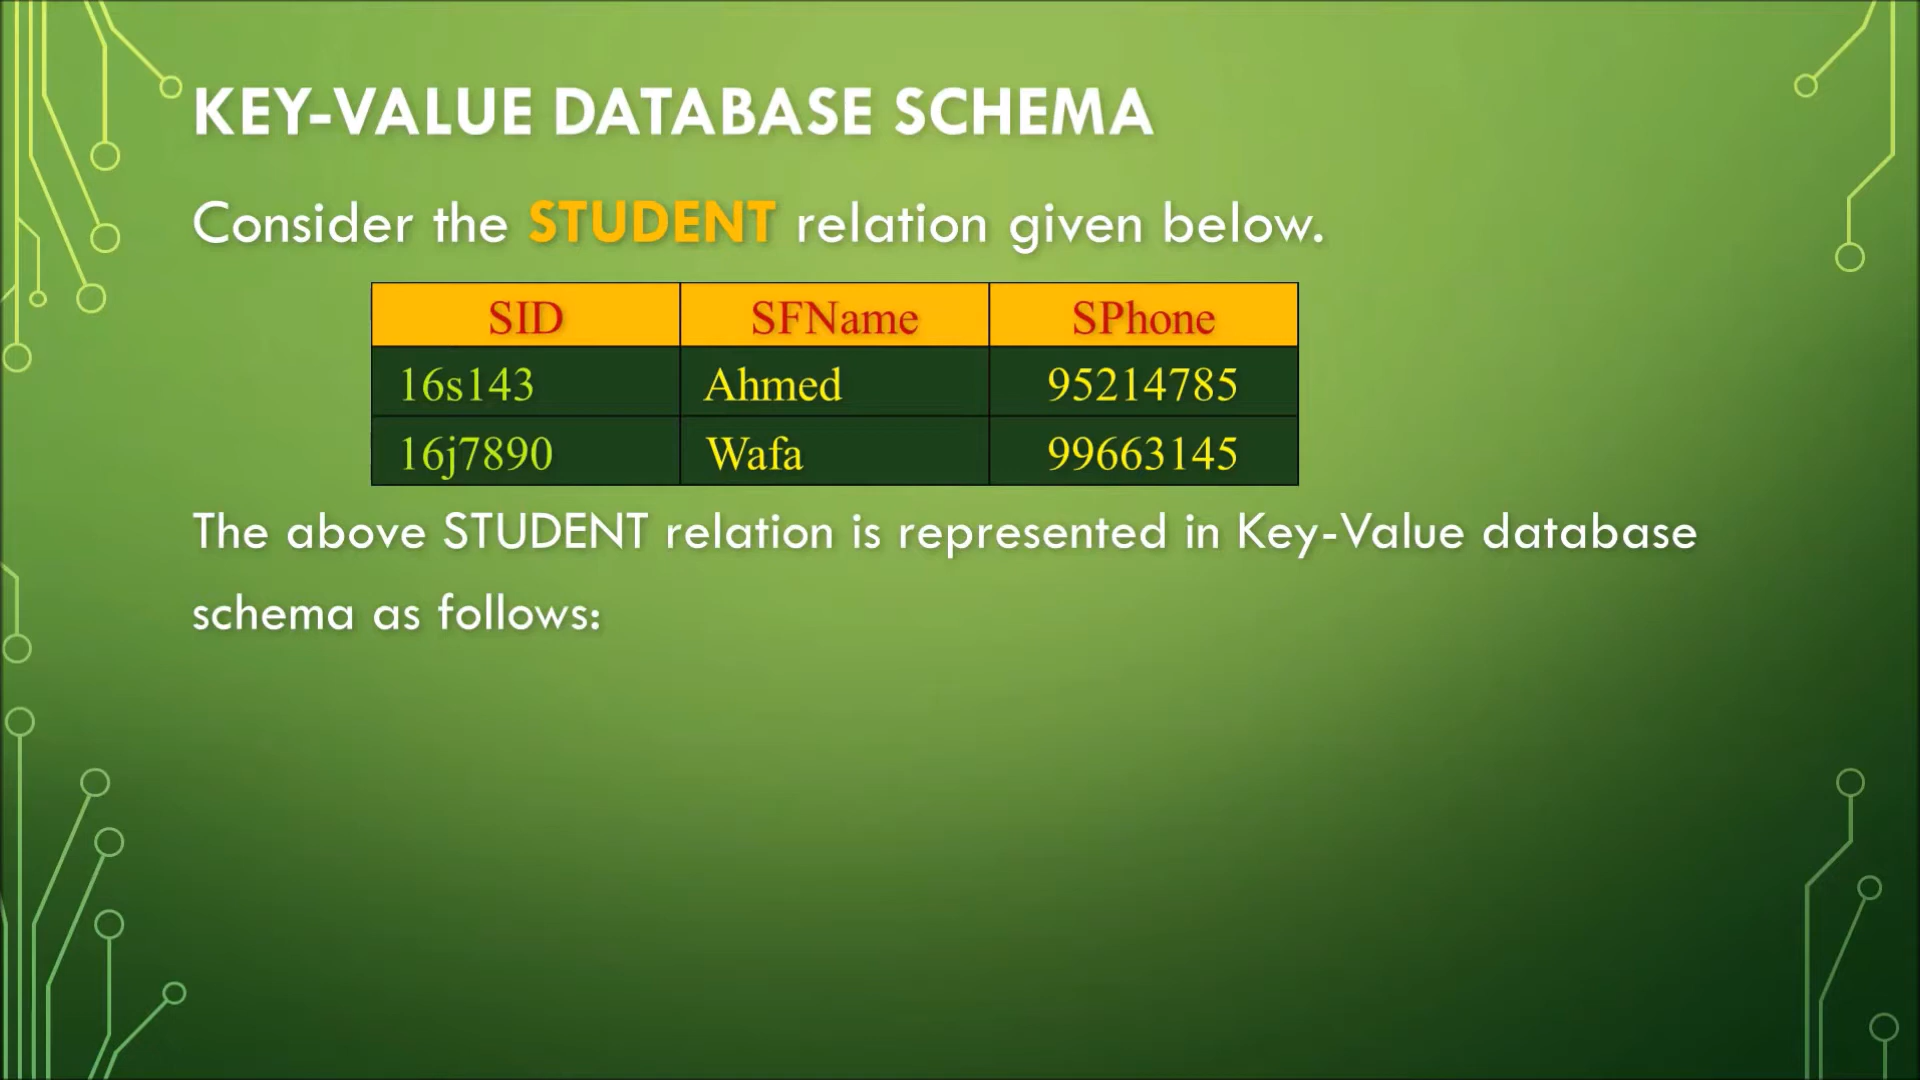 KEY-VALUE DATABASE SCHEMA
Consider the STUDENT relation given below.
SID SFName SPhone
16s143 Ahmed 95214785
16j7890 Wafa 99663145
The above STUDENT relation is represented in Key-Value database
schema as follows: